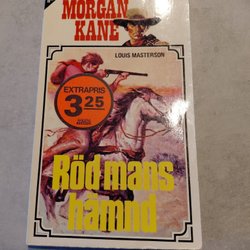 MORGAN
KANE
LOUIS MASTERSON
EXTRAPRIS
3 25
Röd mans
hämnd